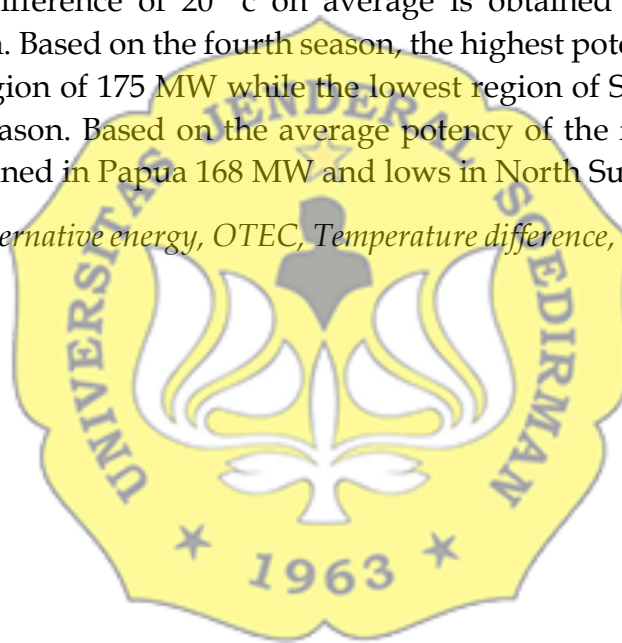 difference of 20 °c on average is obtained
n. Based on the fourth season, the highest pote
gion of 175 MW while the lowest region of S
ason. Based on the average potency of the
ned in Papua 168 MW and lows in North Su
ernative energy, OTEC, Temperature difference,
UNIVERSITAS JENDERAL SOEDIRMAN
1963